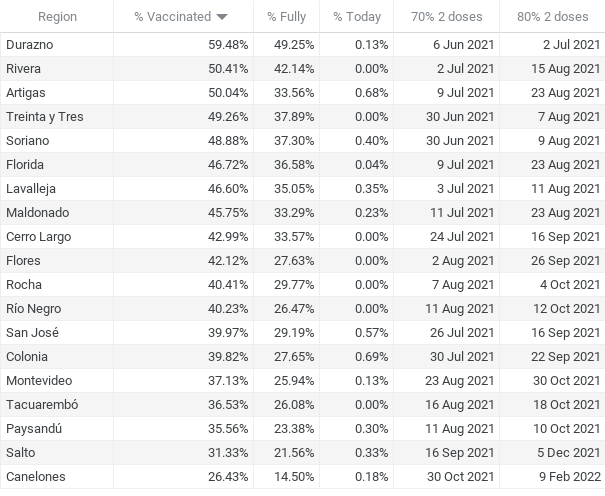 Region % Vaccinated % Fully % Today 70% 2 doses 80% 2 doses
Durazno 59.48% 49.25% 0.13% 6 Jun 2021 2 Jul 2021
Rivera 50.41% 42.14% 0.00% 2 Jul 2021 15 Aug 2021
Artigas 50.04% 33.56% 0.68% 9 Jul 2021 23 Aug 2021
Treinta y Tres 49.26% 37.89% 0.00% 30 Jun 2021 7 Aug 2021
Soriano 48.88% 37.30% 0.40% 30 Jun 2021 9 Aug 2021
Florida 46.72% 36.58% 0.04% 9 Jul 2021 23 Aug 2021
Lavalleja 46.60% 35.05% 0.35% 3 Jul 2021 11 Aug 2021
Maldonado 45.75% 33.29% 0.23% 11 Jul 2021 23 Aug 2021
Cerro Largo 42.99% 33.57% 0.00% 24 Jul 2021 16 Sep 2021
Flores 42.12% 27.63% 0.00% 2 Aug 2021 26 Sep 2021
Rocha 40.41% 29.77% 0.00% 7 Aug 2021 4 Oct 2021
Río Negro 40.23% 26.47% 0.00% 11 Aug 2021 12 Oct 2021
San José 39.97% 29.19% 0.57% 26 Jul 2021 16 Sep 2021
Colonia 39.82% 27.65% 0.69% 30 Jul 2021 22 Sep 2021
Montevideo 37.13% 25.94% 0.13% 23 Aug 2021 30 Oct 2021
Tacuarembó 36.53% 26.08% 0.00% 16 Aug 2021 18 Oct 2021
Paysandú 35.56% 23.38% 0.30% 11 Aug 2021 10 Oct 2021
Salto 31.33% 21.56% 0.33% 16 Sep 2021 5 Dec 2021
Canelones 26.43% 14.50% 0.18% 30 Oct 2021 9 Feb 2022